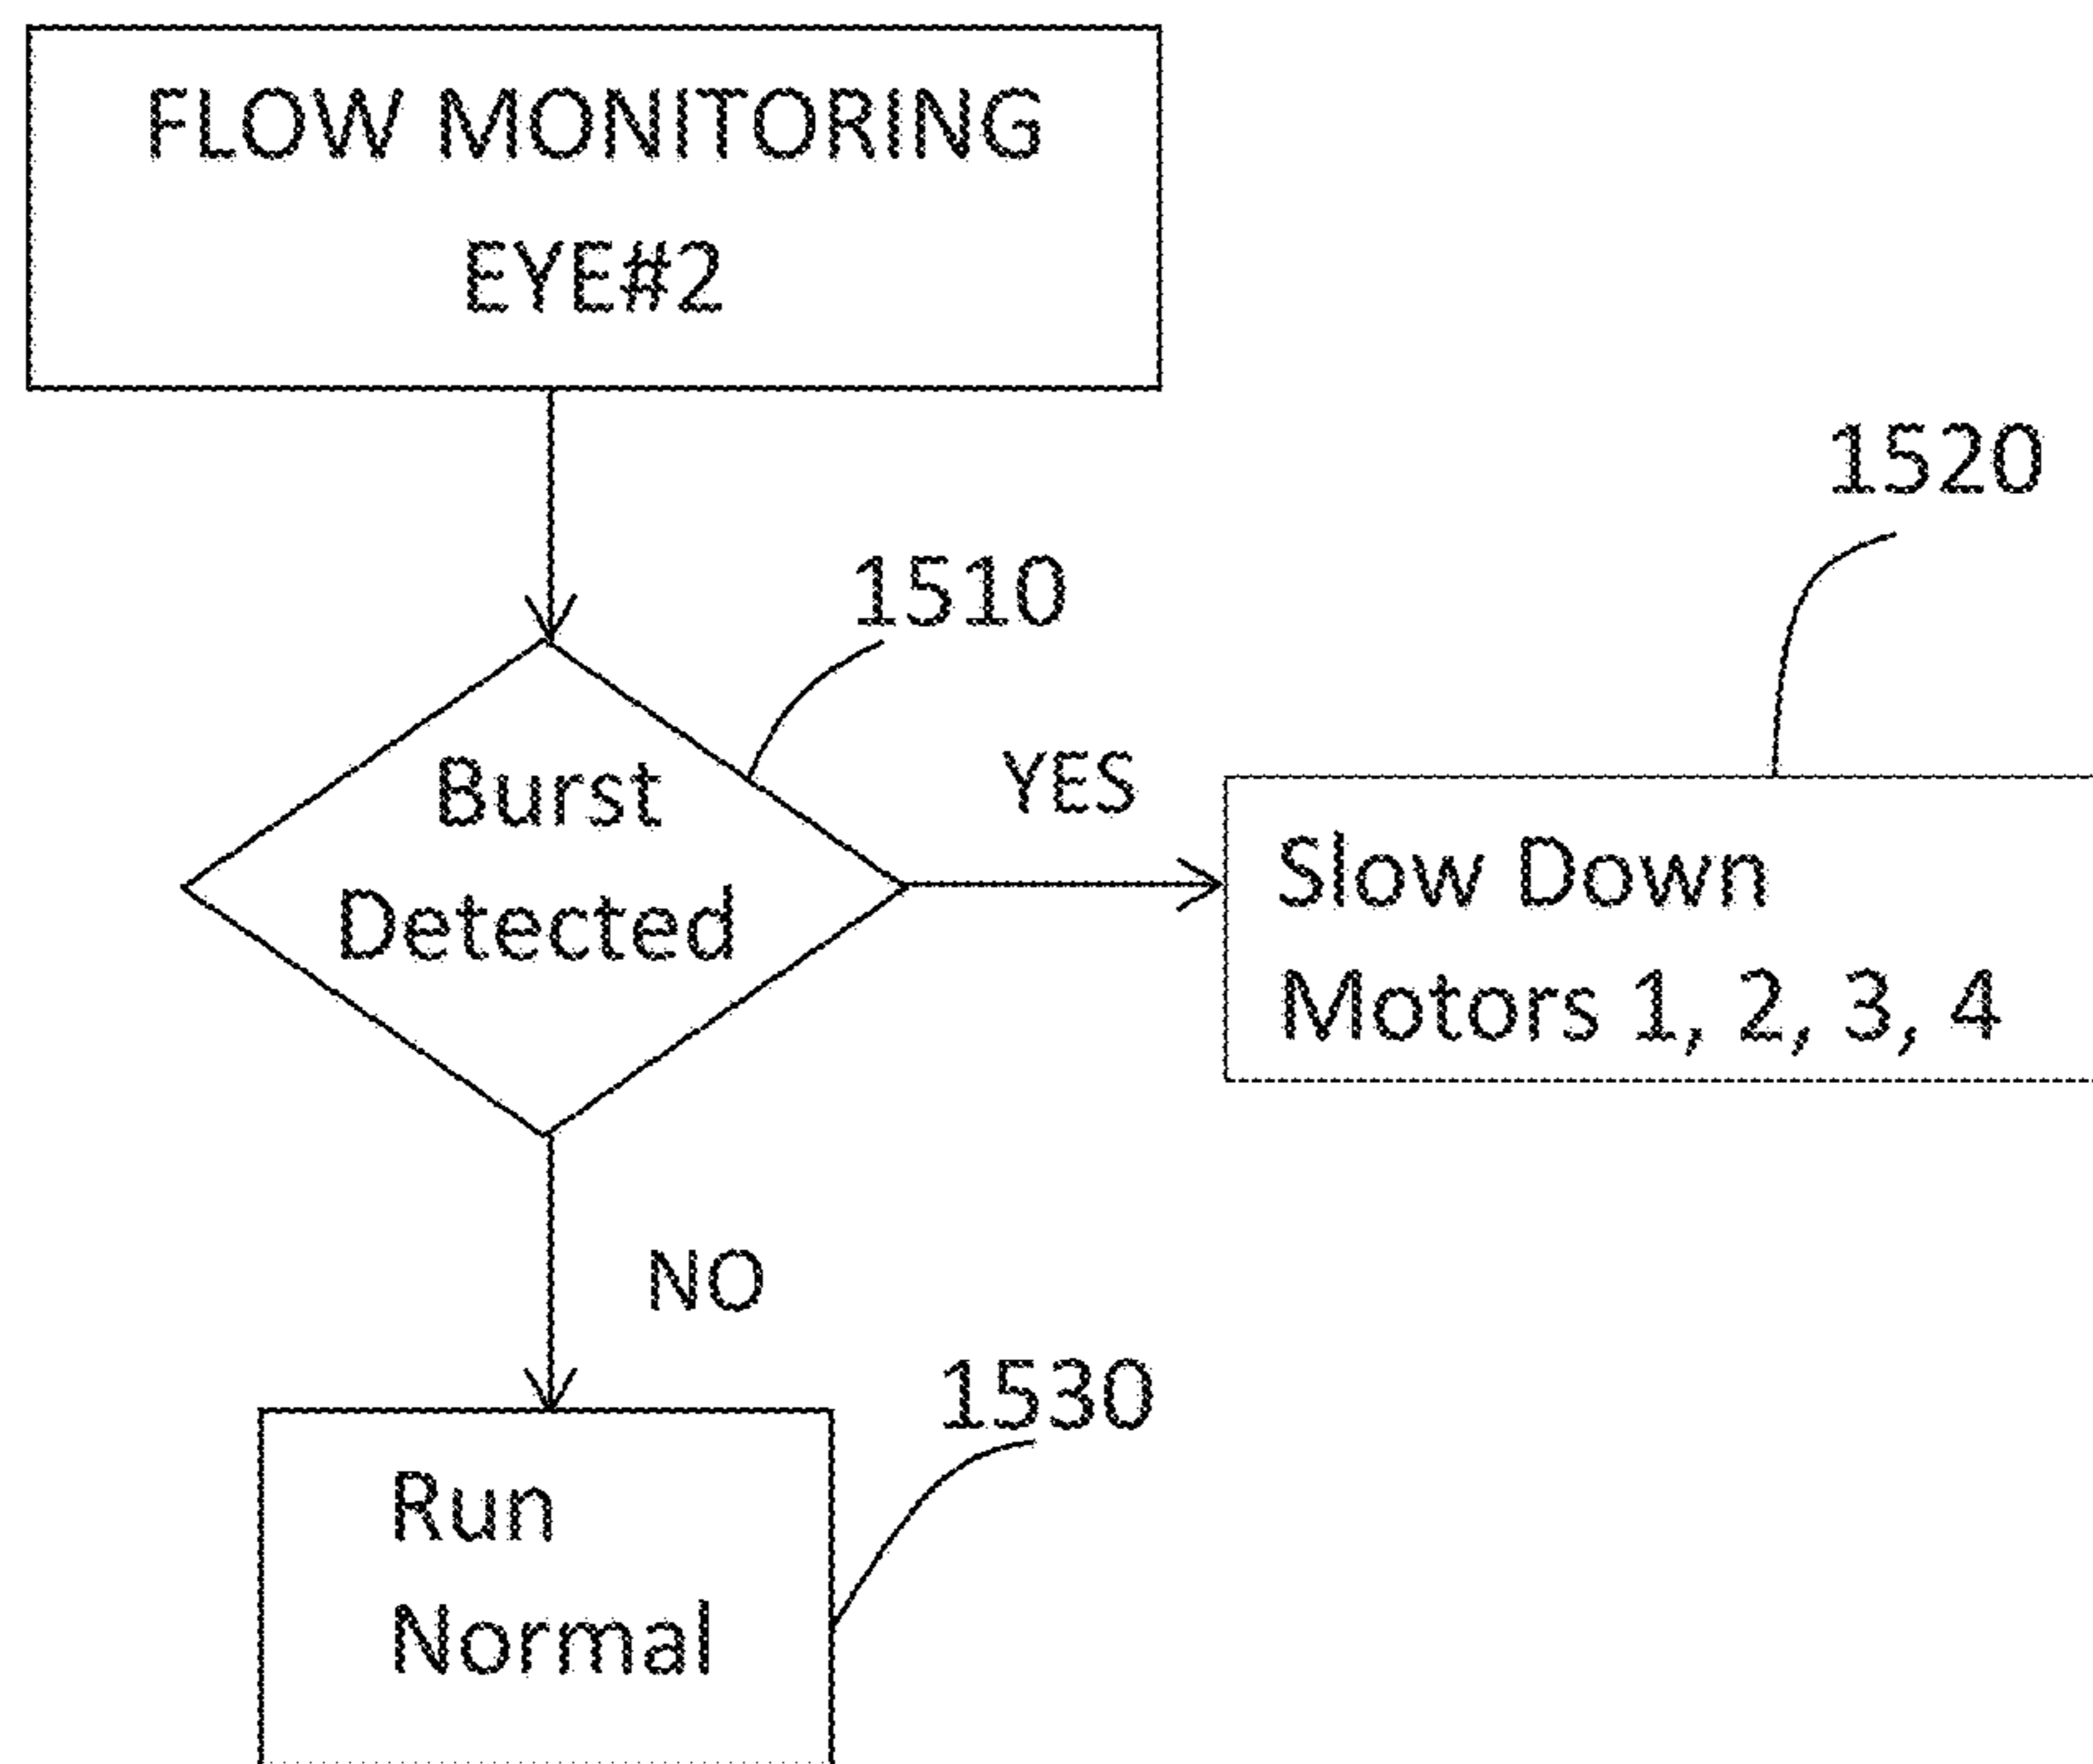 FLOW MONITORING
EYE#2
1520
1510
Burst
Detected
YES
Slow Down
Motors 1, 2, 3, 4
NO
1530
Run
Normal